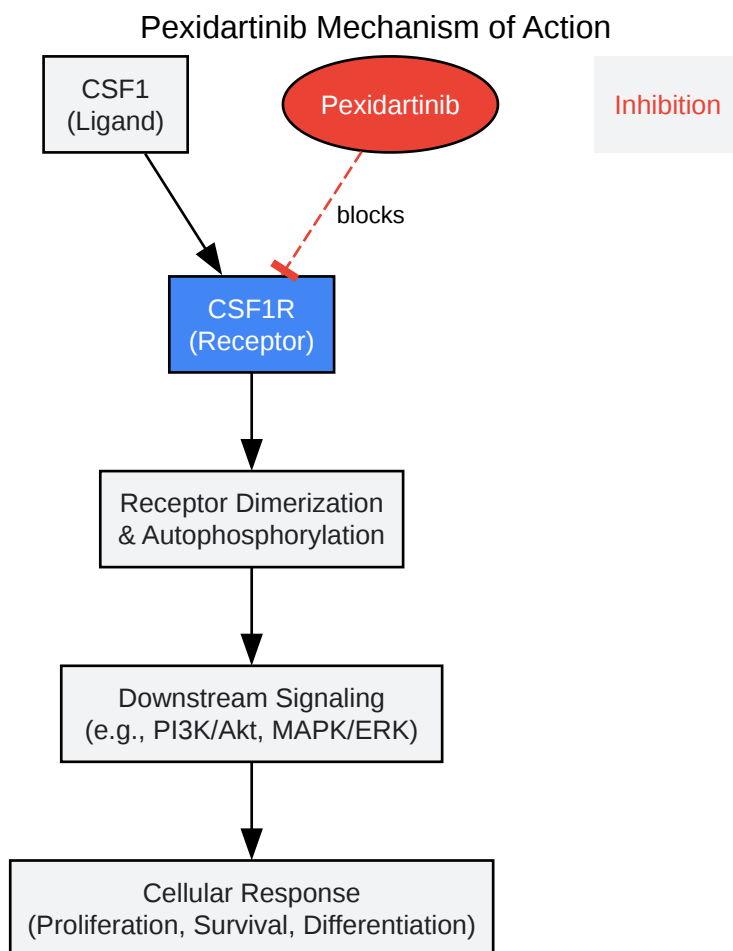 Pexidartinib Mechanism of Action
CSF1
(Ligand)
Pexidartinib
Inhibition
blocks
CSF1R
(Receptor)
Receptor Dimerization
& Autophosphorylation
Downstream Signaling
(e.g., PI3K/Akt, MAPK/ERK)
Cellular Response
(Proliferation, Survival, Differentiation)